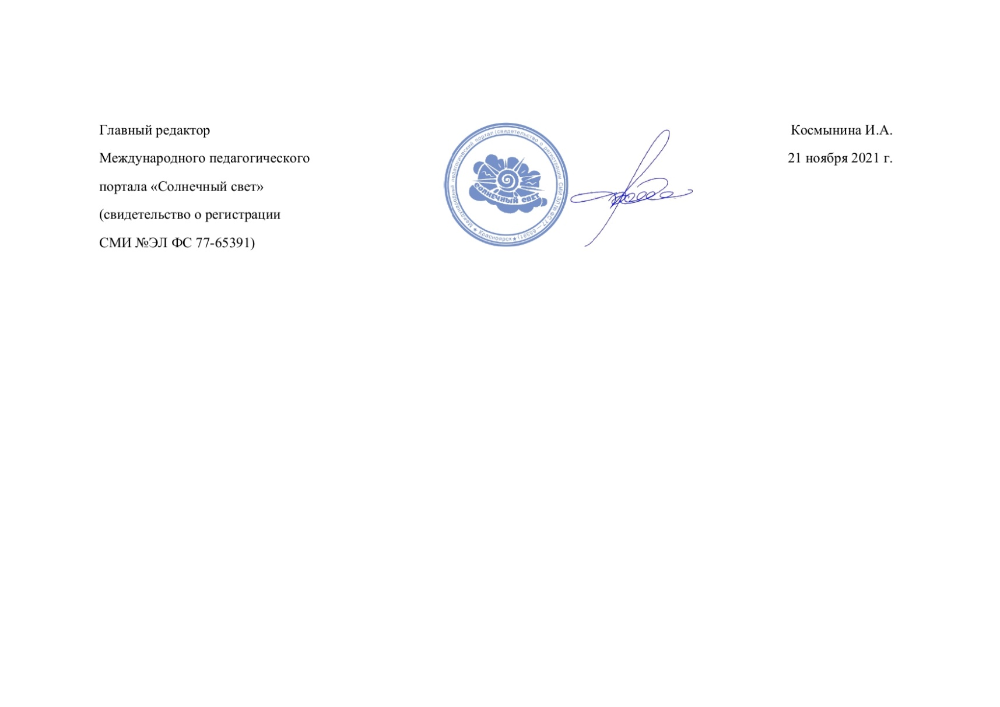 Главный редактор
Международного педагогического
портала «Солнечный свет»
(свидетельство о регистрации
СМИ №ЭЛ ФС 77-65391)
★ Международный педагогический портал (свидетельство о регистрации СМИ ЭЛ № ФС 77—65391) ★ Красноярск
СОЛНЕЧНЫЙ СВЕТ
Космынина И.А.
21 ноября 2021 г.